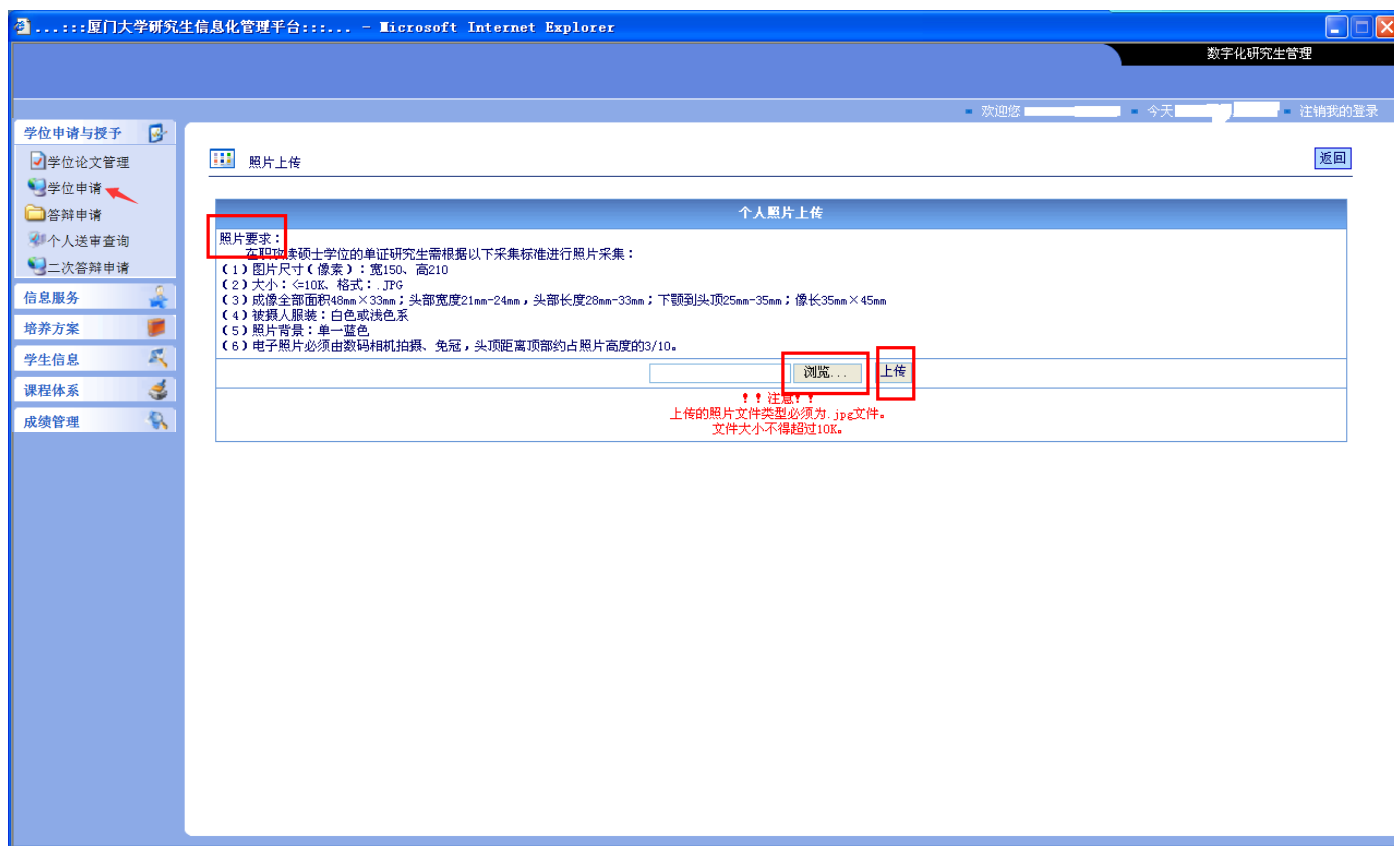 ...:::厦门大学研究生信息化管理平台:::... - Microsoft Internet Explorer
数字化研究生管理
欢迎您
今天
注销我的登录
学位申请与授予
学位论文管理
学位申请
答辩申请
个人送审查询
二次答辩申请
信息服务
培养方案
学生信息
课程体系
成绩管理
照片上传
返回
个人照片上传
照片要求：
在职攻读硕士学位的单证研究生需根据以下采集标准进行照片采集：
(1)图片尺寸(像素)：宽150、高210
(2)大小：<=10K、格式：.JPG
(3)成像全部面积48mm×33mm；头部宽度21mm-24mm，头部长度28mm-33mm；下颚到头顶25mm-35mm；像长35mm×45mm
(4)被摄人服装：白色或浅色系
(5)照片背景：单一蓝色
(6)电子照片必须由数码相机拍摄、免冠，头顶距离顶部约占照片高度的3/10。
浏览...
上传
！！注意！！
上传的照片文件类型必须为.jpg文件。
文件大小不得超过10K。